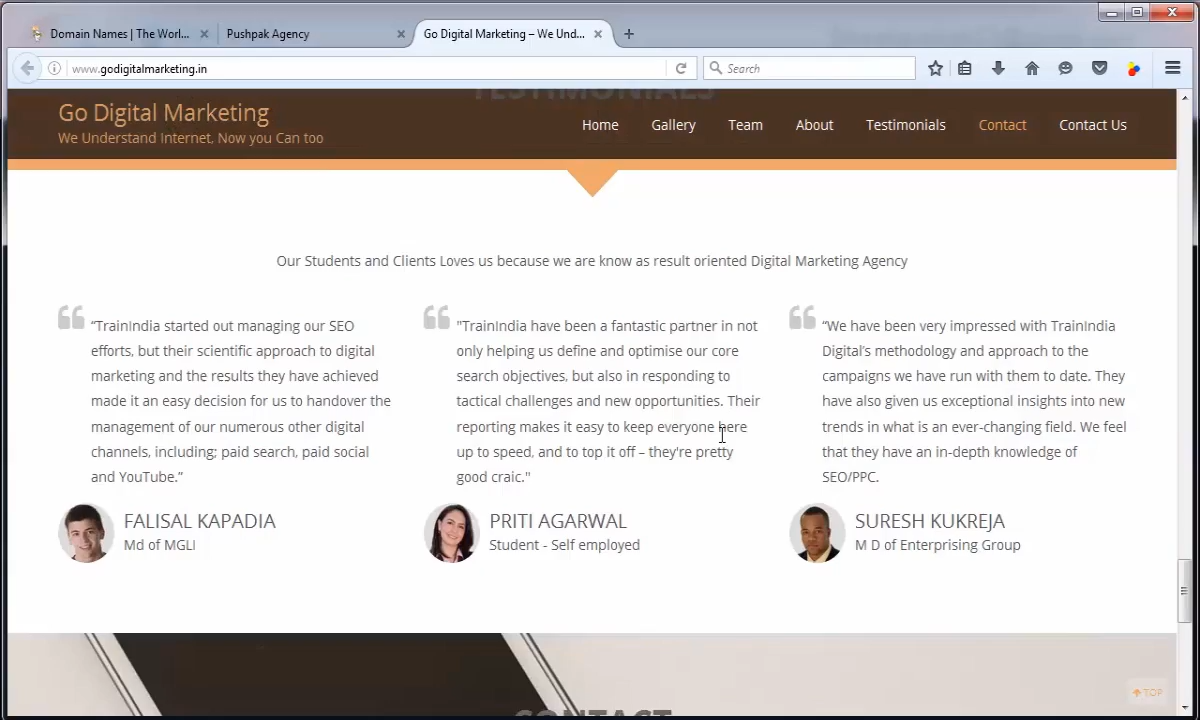 Domain Names | The Worl...
Pushpak Agency
Go Digital Marketing – We Und...
www.godigitalmarketing.in
Search
TESTIMONIALS
Go Digital Marketing
We Understand Internet, Now you Can too
Home Gallery Team About Testimonials Contact Contact Us
Our Students and Clients Loves us because we are know as result oriented Digital Marketing Agency
“TrainIndia started out managing our SEO
efforts, but their scientific approach to digital
marketing and the results they have achieved
made it an easy decision for us to handover the
management of our numerous other digital
channels, including; paid search, paid social
and YouTube.”
FALISAL KAPADIA
Md of MGLI
"TrainIndia have been a fantastic partner in not
only helping us define and optimise our core
search objectives, but also in responding to
tactical challenges and new opportunities. Their
reporting makes it easy to keep everyone here
up to speed, and to top it off – they're pretty
good craic."
PRITI AGARWAL
Student - Self employed
“We have been very impressed with TrainIndia
Digital’s methodology and approach to the
campaigns we have run with them to date. They
have also given us exceptional insights into new
trends in what is an ever-changing field. We feel
that they have an in-depth knowledge of
SEO/PPC.
SURESH KUKREJA
M D of Enterprising Group
TOP
CONTACT